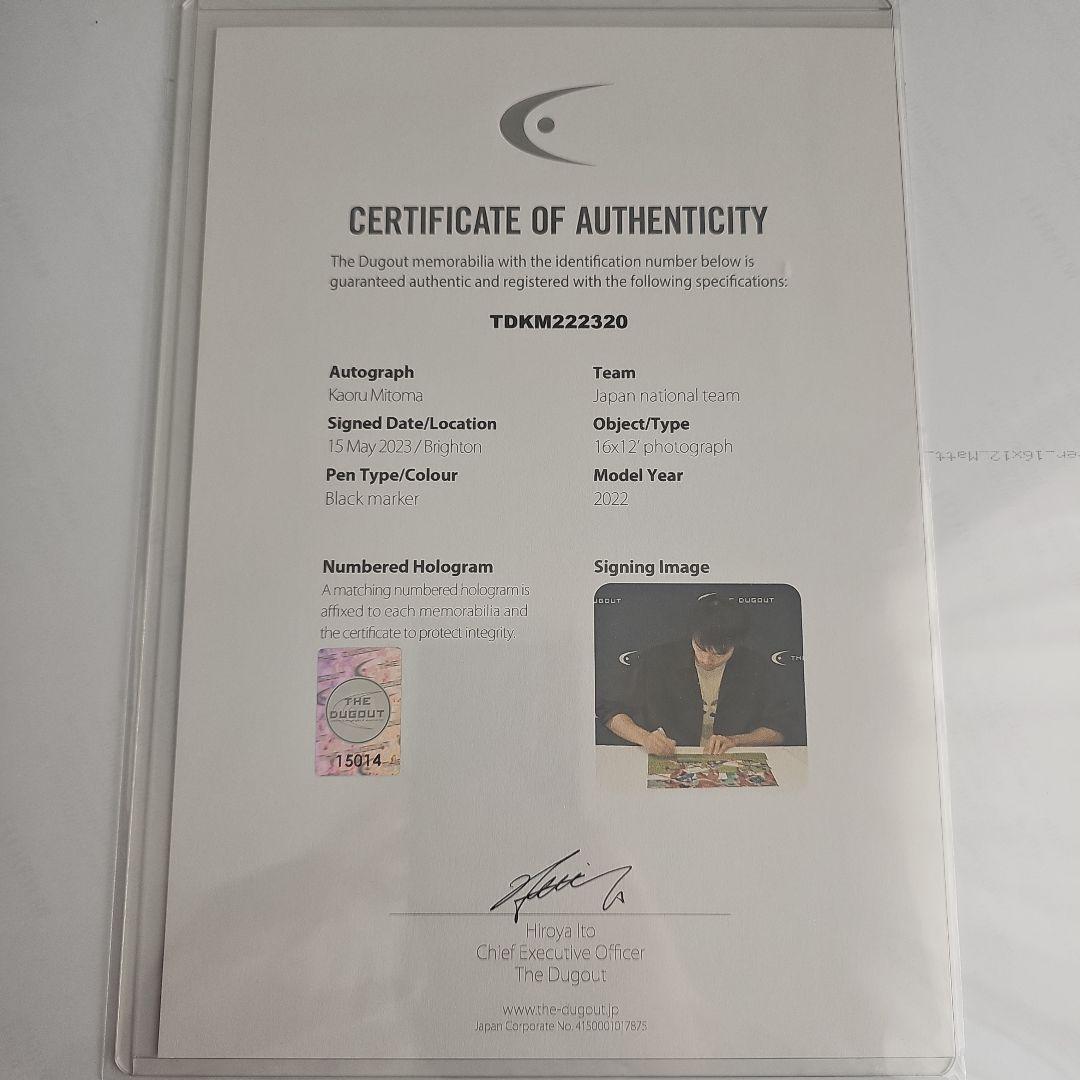 CERTIFICATE OF AUTHENTICITY
The Dugout memorabilia with the identification number below is
guaranteed authentic and registered with the following specifications:
TDKM222320
Autograph
Kaoru Mitoma
Team
Japan national team
Signed Date/Location
15 May 2023 / Brighton
Object/Type
16x12' photograph
Pen Type/Colour
Black marker
Model Year
2022
Numbered Hologram
A matching numbered hologram is
affixed to each memorabilia and
the certificate to protect integrity.
THE
DUGOUT
15014
Signing Image
DUGOUT
Hiroya Ito
Chief Executive Officer
The Dugout
www.the-dugout.jp
Japan Corporate No. 4150001017875